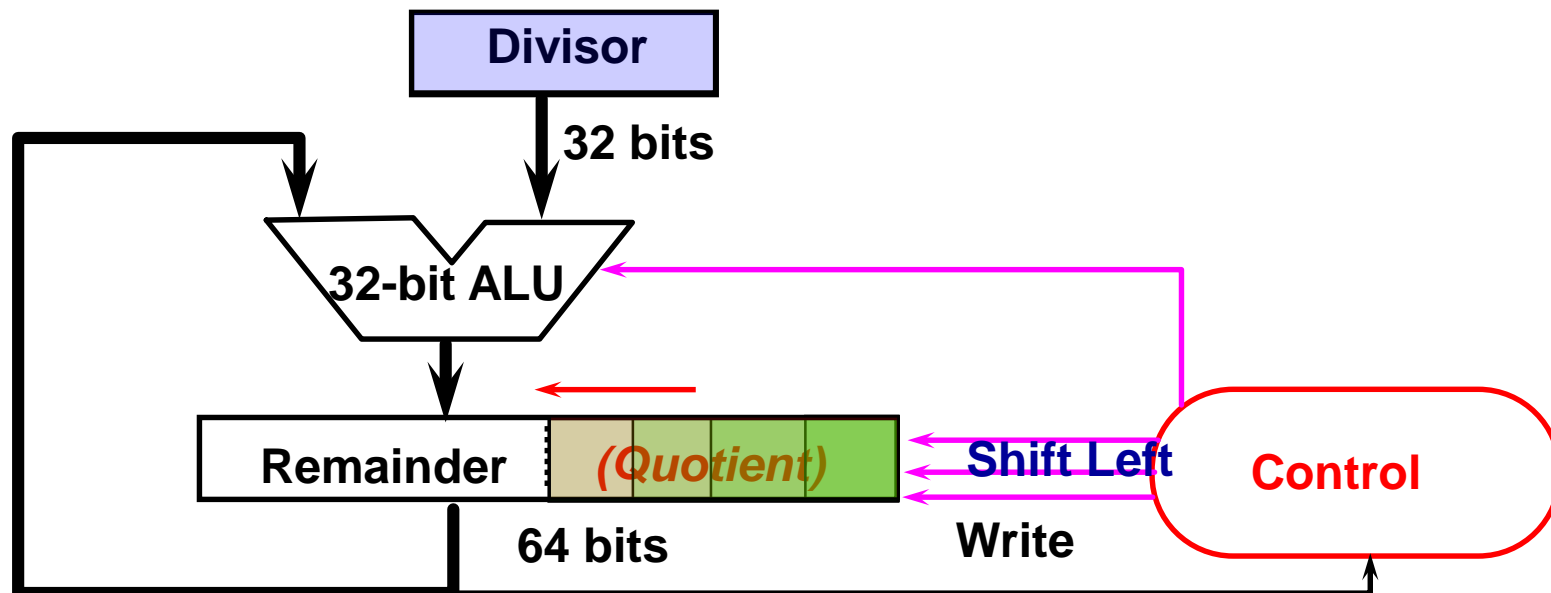 Divisor
32 bits
32-bit ALU
Remainder
(Quotient)
Shift Left
Control
64 bits
Write